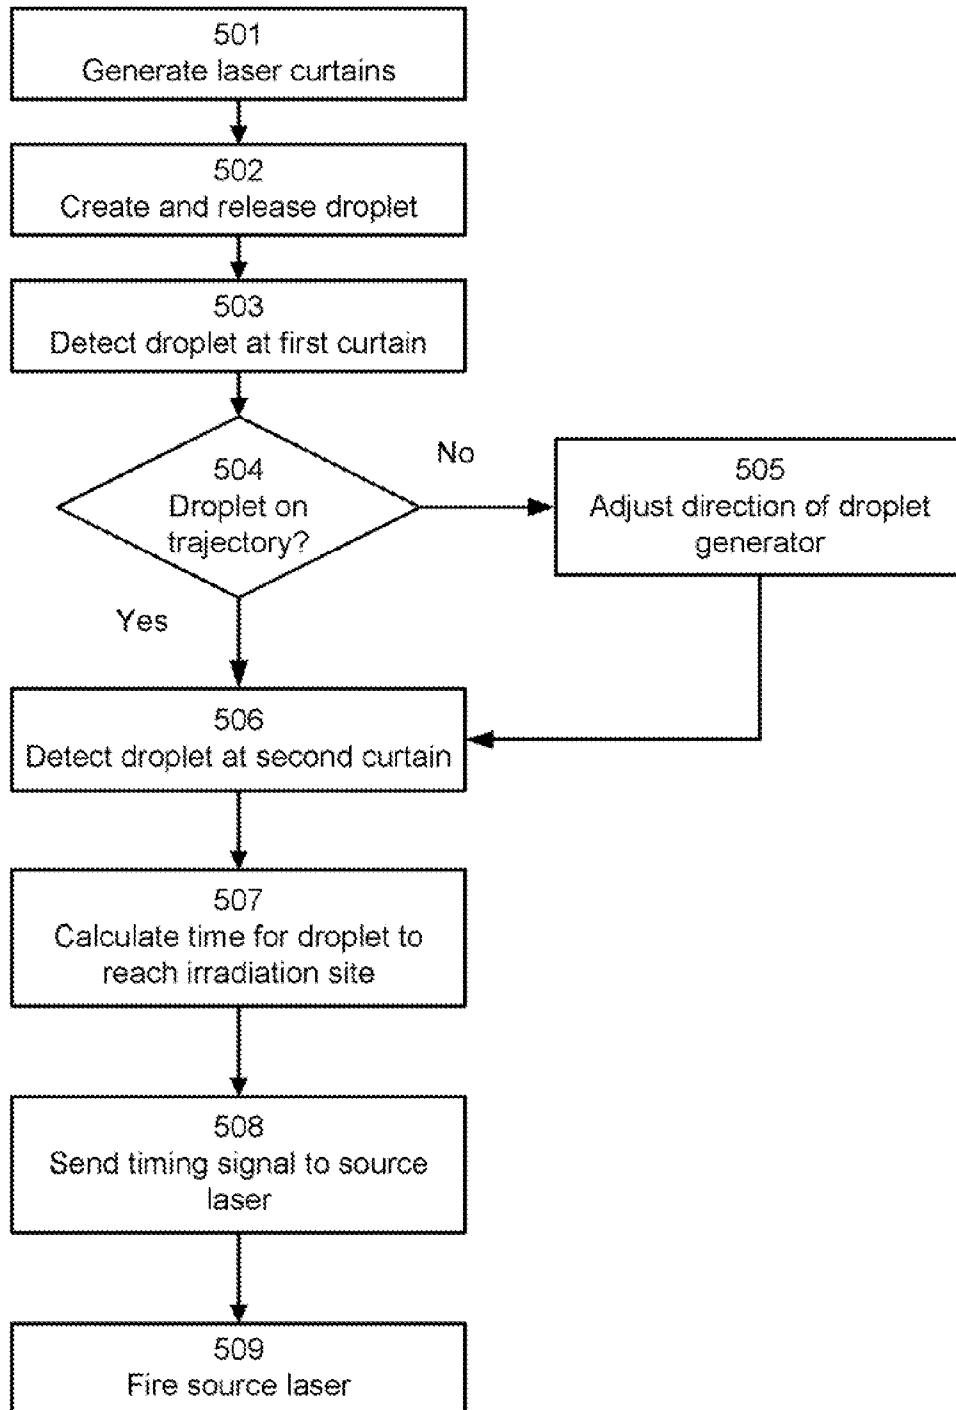 501
Generate laser curtains
502
Create and release droplet
503
Detect droplet at first curtain
504
Droplet on
trajectory?
No
505
Adjust direction of droplet
generator
Yes
506
Detect droplet at second curtain
507
Calculate time for droplet to
reach irradiation site
508
Send timing signal to source
laser
509
Fire source laser